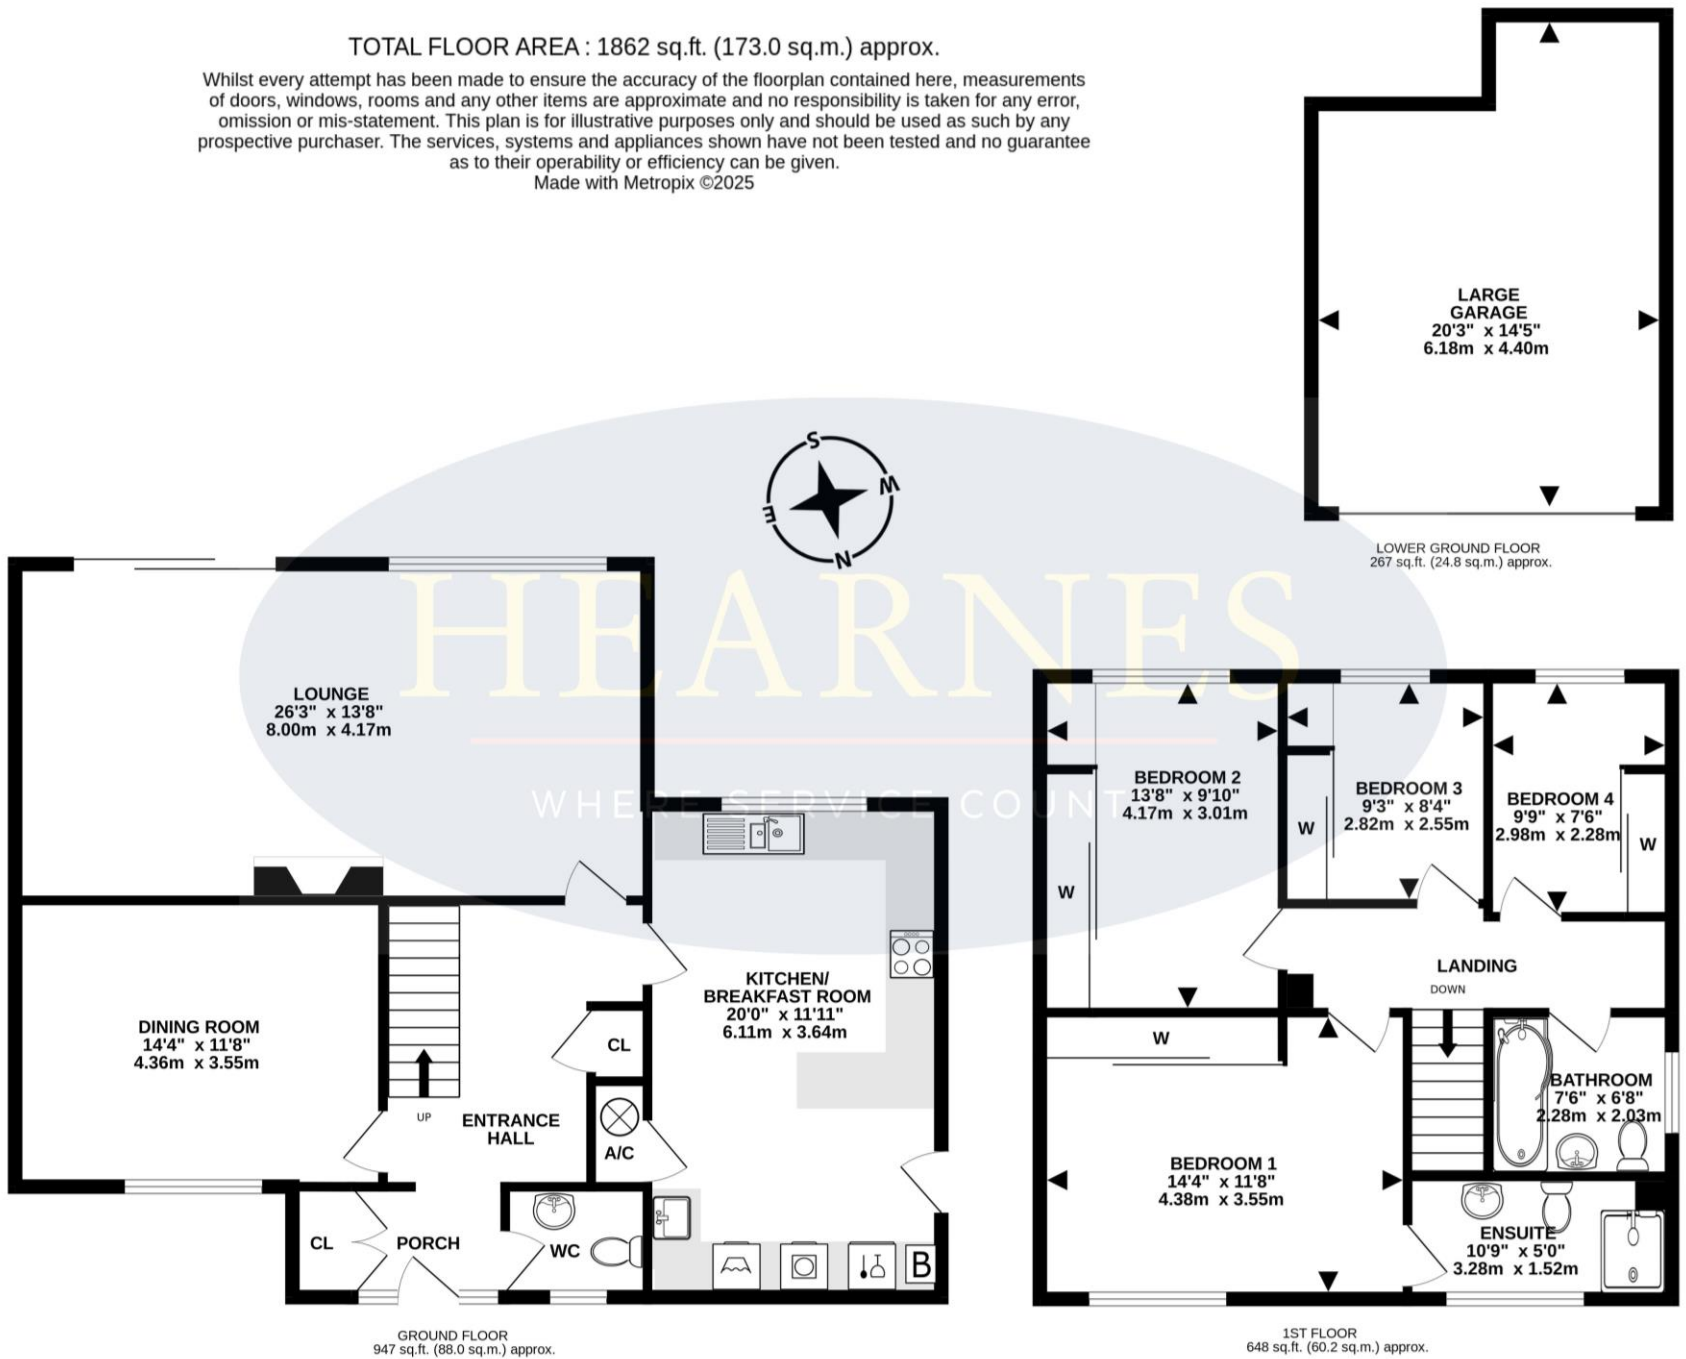 TOTAL FLOOR AREA : 1862 sq.ft. (173.0 sq.m.) approx.
Whilst every attempt has been made to ensure the accuracy of the floorplan contained here, measurements
of doors, windows, rooms and any other items are approximate and no responsibility is taken for any error,
omission or mis-statement. This plan is for illustrative purposes only and should be used as such by any
prospective purchaser. The services, systems and appliances shown have not been tested and no guarantee
as to their operability or efficiency can be given.
Made with Metropix ©2025
LARGE
GARAGE
20'3" x 14'5"
6.18m x 4.40m
LOWER GROUND FLOOR
267 sq.ft. (24.8 sq.m.) approx.
S
W
E
N
HEARNES
WHERE SERVICE COUNT
LOUNGE
26'3" x 13'8"
8.00m x 4.17m
DINING ROOM
14'4" x 11'8"
4.36m x 3.55m
UP
ENTRANCE
HALL
CL
A/C
KITCHEN/
BREAKFAST ROOM
20'0" x 11'11"
6.11m x 3.64m
CL
PORCH
WC
B
GROUND FLOOR
947 sq.ft. (88.0 sq.m.) approx.
BEDROOM 2
13'8" x 9'10"
4.17m x 3.01m
W
BEDROOM 3
9'3" x 8'4"
2.82m x 2.55m
W
BEDROOM 4
9'9" x 7'6"
2.98m x 2.28m
W
LANDING
DOWN
W
BEDROOM 1
14'4" x 11'8"
4.38m x 3.55m
BATHROOM
7'6" x 6'8"
2.28m x 2.03m
ENSUITE
10'9" x 5'0"
3.28m x 1.52m
1ST FLOOR
648 sq.ft. (60.2 sq.m.) approx.